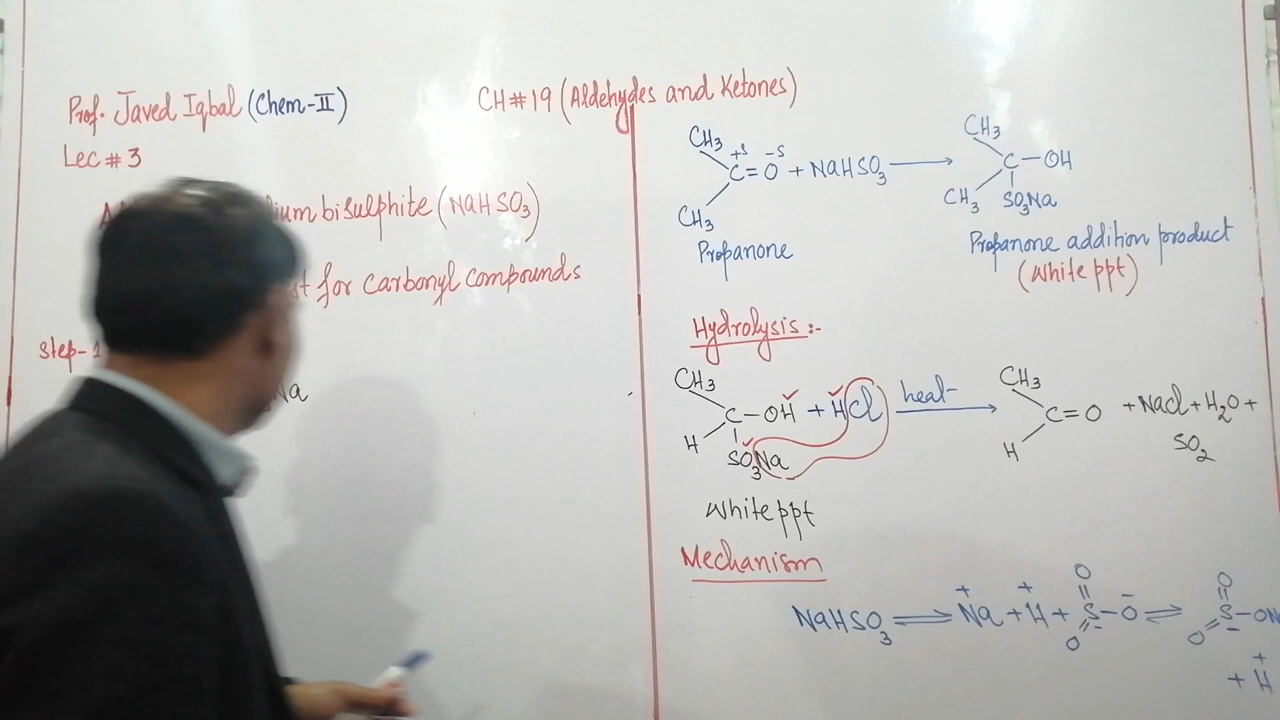 Prof. Javed Iqbal (Chem-II)
Lec # 3
bisulphite (NaHSO3)
for carbonyl compounds
Step-1
Na
CH # 19 (Aldehydes and Ketones)
CH3
+δ -δ
C=O + NaHSO3 ⟶
CH3
Propanone
CH3
C-OH
CH3 SO3Na
Propanone addition product
(White ppt)
Hydrolysis :-
CH3
C-OH + HCl heat ⟶
H
SO3Na
White ppt
CH3
C=O + NaCl + H2O +
H
SO2
Mechanism
O O
NaHSO3 ⇌ Na+ + H+ + S-O- ⇌ S-ON
O O
+ H+